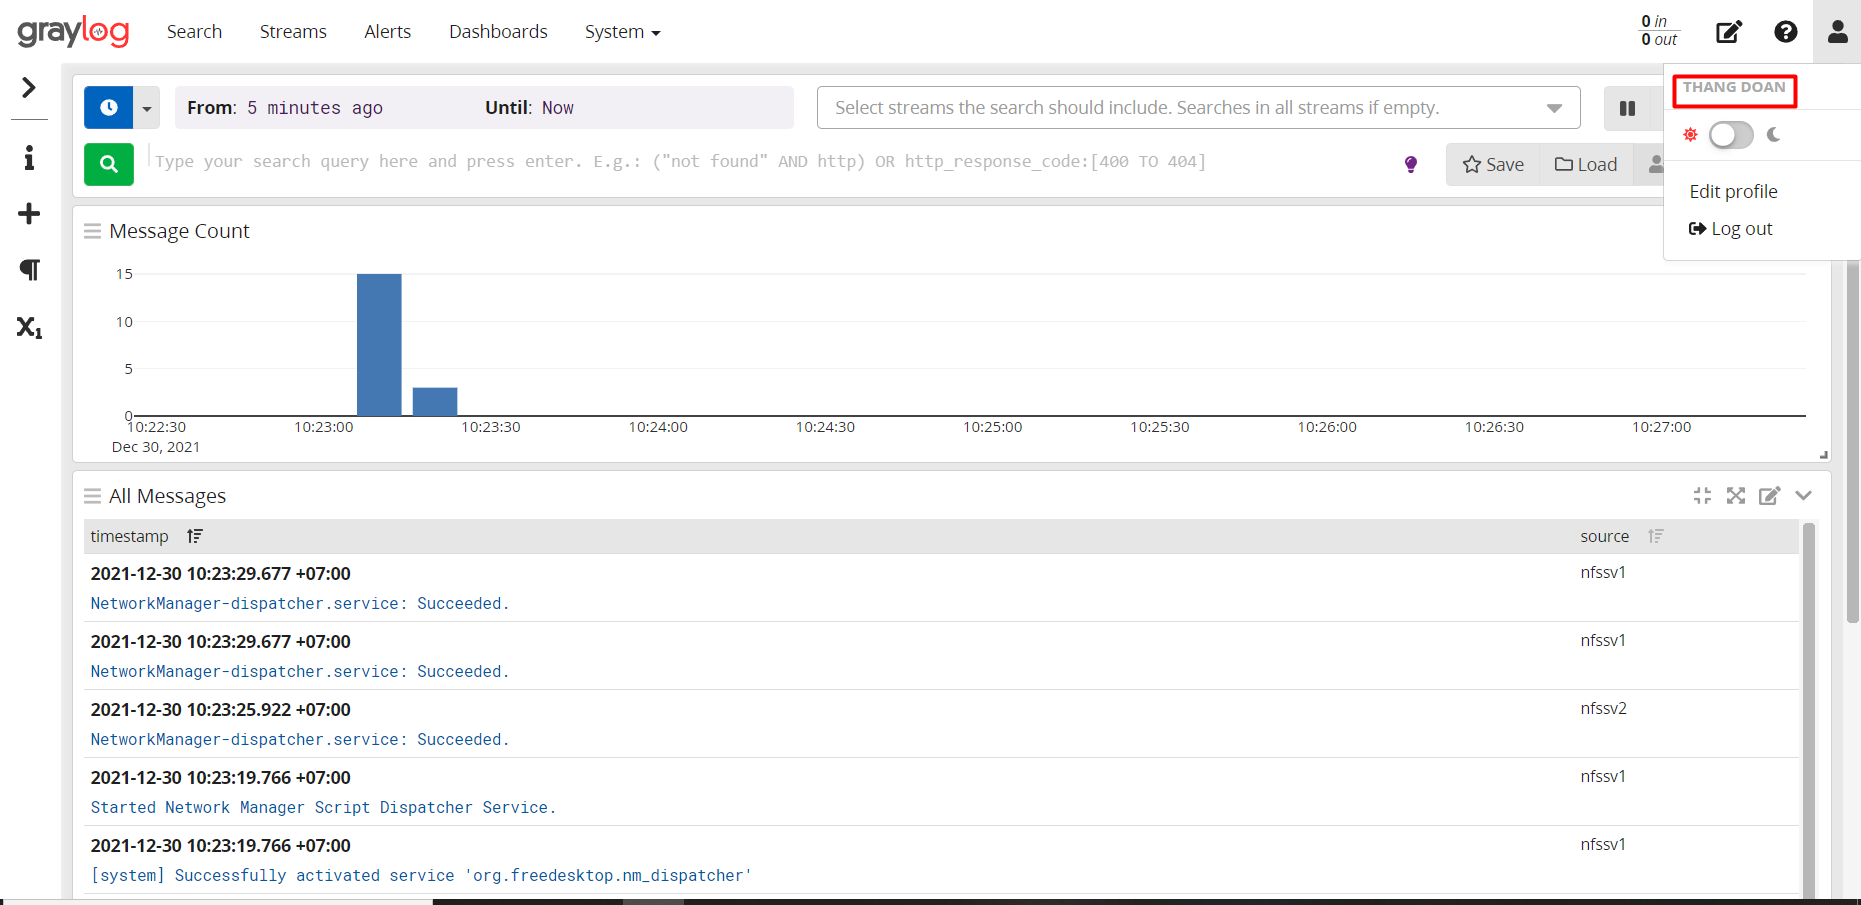 graylog Search Streams Alerts Dashboards System 0 in
0 out
THANG DOAN
From: 5 minutes ago Until: Now Select streams the search should include. Searches in all streams if empty.
Type your search query here and press enter. E.g.: ("not found" AND http) OR http_response_code:[400 TO 404] Save Load
Edit profile
Log out
Message Count
15
10
5
0
10:22:30 10:23:00 10:23:30 10:24:00 10:24:30 10:25:00 10:25:30 10:26:00 10:26:30 10:27:00
Dec 30, 2021
All Messages
timestamp source
2021-12-30 10:23:29.677 +07:00 nfssv1
NetworkManager-dispatcher.service: Succeeded.
2021-12-30 10:23:29.677 +07:00 nfssv1
NetworkManager-dispatcher.service: Succeeded.
2021-12-30 10:23:25.922 +07:00 nfssv2
NetworkManager-dispatcher.service: Succeeded.
2021-12-30 10:23:19.766 +07:00 nfssv1
Started Network Manager Script Dispatcher Service.
2021-12-30 10:23:19.766 +07:00 nfssv1
[system] Successfully activated service 'org.freedesktop.nm_dispatcher'